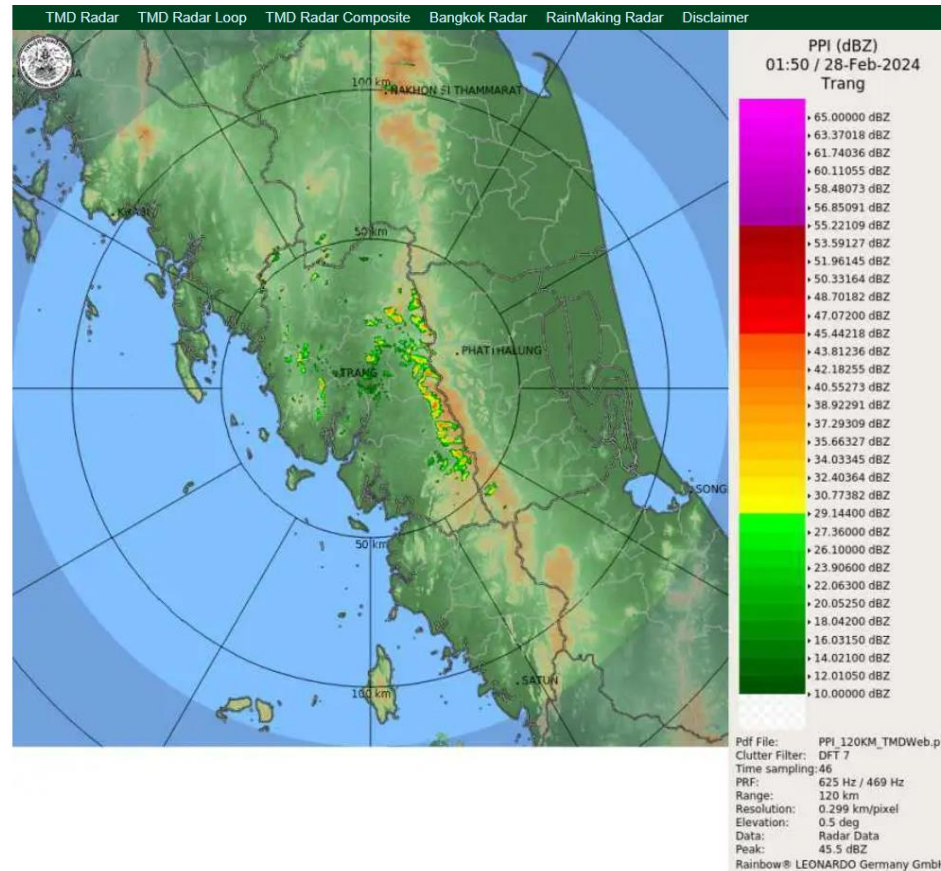 TMD Radar TMD Radar Loop TMD Radar Composite Bangkok Radar RainMaking Radar Disclaimer
PPI (dBZ)
01:50 / 28-Feb-2024
Trang
100 km
NAKHON SI THAMMARAT
KRABI
50 km
PHATTHALUNG
TRANG
SONG
50 km
SATUN
100 km
65.00000 dBZ
63.37018 dBZ
61.74036 dBZ
60.11055 dBZ
58.48073 dBZ
56.85091 dBZ
55.22109 dBZ
53.59127 dBZ
51.96145 dBZ
50.33164 dBZ
48.70182 dBZ
47.07200 dBZ
45.44218 dBZ
43.81236 dBZ
42.18255 dBZ
40.55273 dBZ
38.92291 dBZ
37.29309 dBZ
35.66327 dBZ
34.03345 dBZ
32.40364 dBZ
30.77382 dBZ
29.14400 dBZ
27.36000 dBZ
26.10000 dBZ
23.90600 dBZ
22.06300 dBZ
20.05250 dBZ
18.04200 dBZ
16.03150 dBZ
14.02100 dBZ
12.01050 dBZ
10.00000 dBZ
Pdf File: PPI_120KM_TMDWeb.p
Clutter Filter: DFT 7
Time sampling:46
PRF: 625 Hz / 469 Hz
Range: 120 km
Resolution: 0.299 km/pixel
Elevation: 0.5 deg
Data: Radar Data
Peak: 45.5 dBZ
Rainbow® LEONARDO Germany GmbH